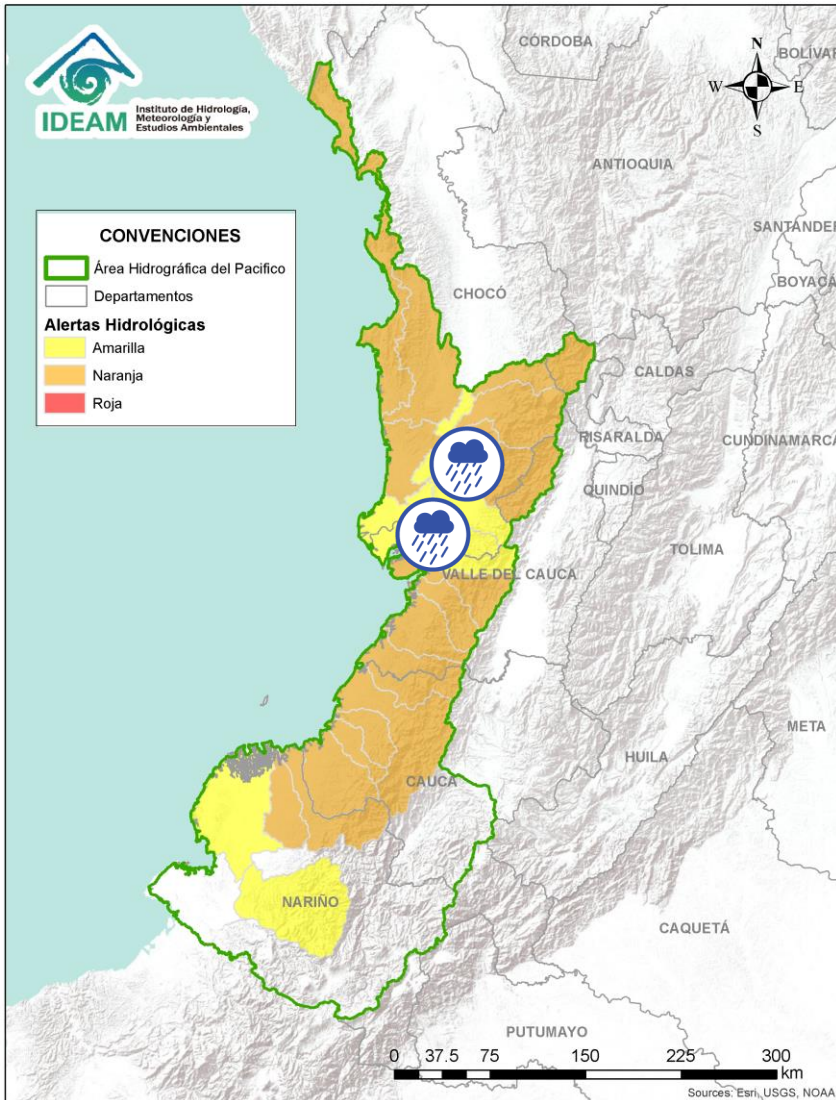 IDEAM
Instituto de Hidrología,
Meteorología y
Estudios Ambientales
CÓRDOBA
BOLÍVAR
N
W E
S
ANTIOQUIA
SANTANDER
BOYACÁ
CONVENCIONES
Área Hidrográfica del Pacifico
Departamentos
Alertas Hidrológicas
Amarilla
Naranja
Roja
CHOCÓ
CALDAS
RISARALDA
CUNDINAMARCA
QUINDÍO
TOLIMA
VALLE DEL CAUCA
META
HUILA
CAUCA
NARIÑO
CAQUETÁ
PUTUMAYO
0 37.5 75 150 225 300
km
Sources: Esri, USGS, NOAA